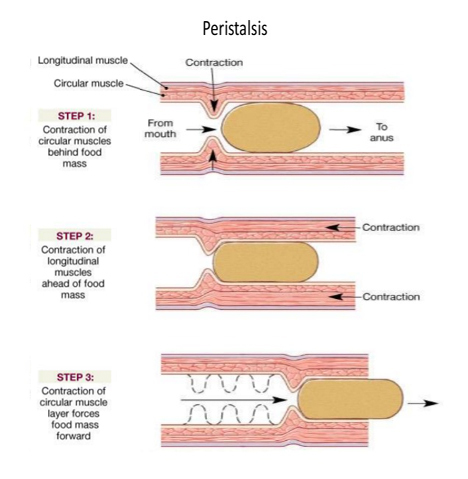 Peristalsis
Longitudinal muscle
Contraction
Circular muscle
STEP 1:
Contraction of
circular muscles
behind food
mass
From
mouth
To
anus
STEP 2:
Contraction of
longitudinal
muscles
ahead of food
mass
Contraction
Contraction
STEP 3:
Contraction of
circular muscle
layer forces
food mass
forward